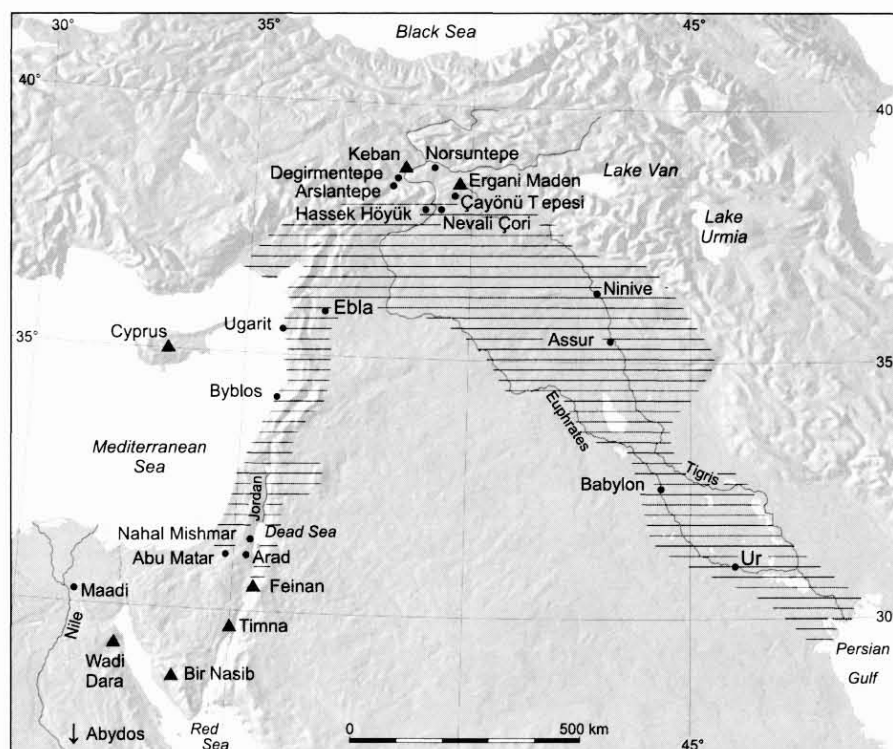 30°
35°
Black Sea
45°
40°
40
Keban
Norsuntepe
Degirmentepe
Ergani Maden
Lake Van
Arslantepe
Çayönü Tepesi
Hassek Höyük
Nevali Çori
Lake
Urmia
Ninive
Ebla
Ugarit
Cyprus
35°
Assur
35
Byblos
Euphrates
Mediterranean
Sea
Tigris
Babylon
Jordan
Nahal Mishmar
Dead Sea
Abu Matar
Arad
Ur
Maadi
Feinan
30
Nile
Timna
Wadi
Dara
Bir Nasib
Persian
Gulf
Abydos
Red
Sea
0
500 km
45°